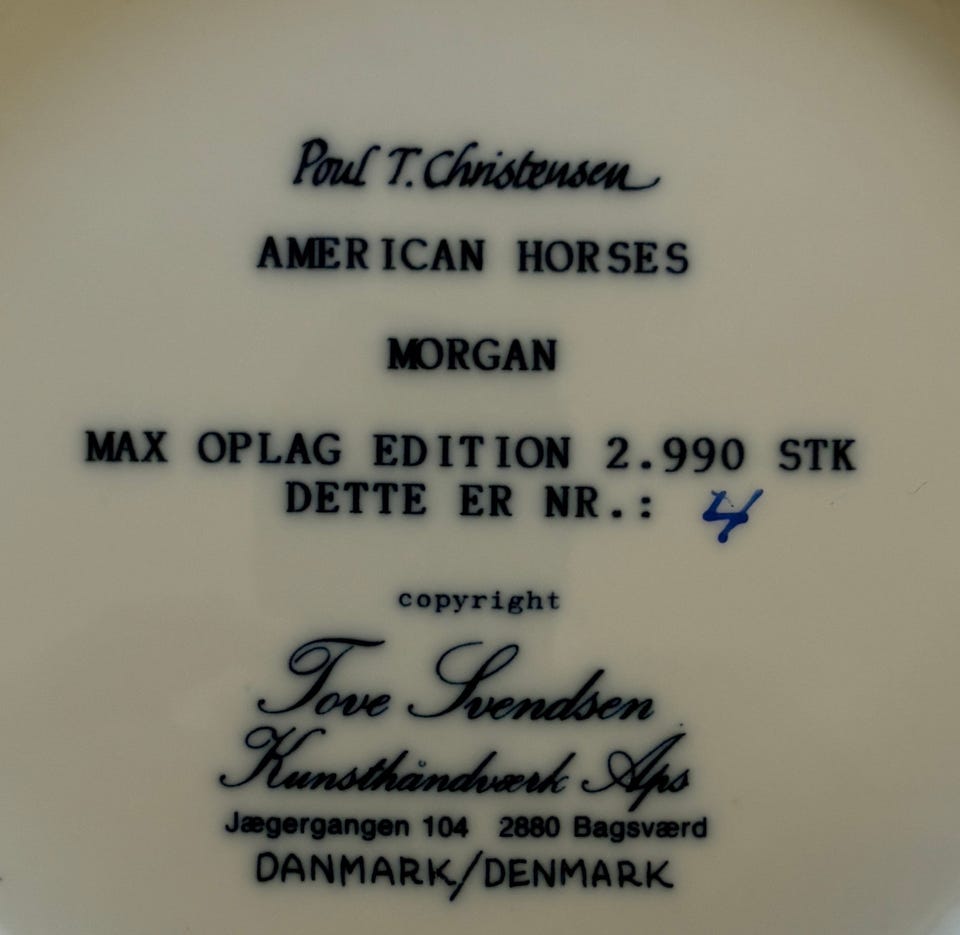 Poul T. Christensen
AMERICAN HORSES
MORGAN
MAX OPLAG EDITION 2.990 STK
DETTE ER NR.: 4
copyright
Tove Svendsen
Kunsthåndværk Aps
Jægergangen 104 2880 Bagsværd
DANMARK/DENMARK